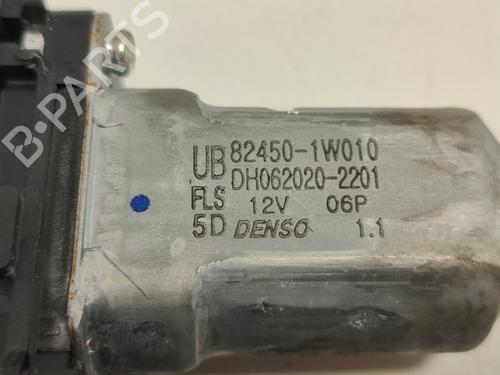 B-PARTS
UB 82450-1W010
FLS DH062020-2201
12V 06P
5D DENSO 1.1